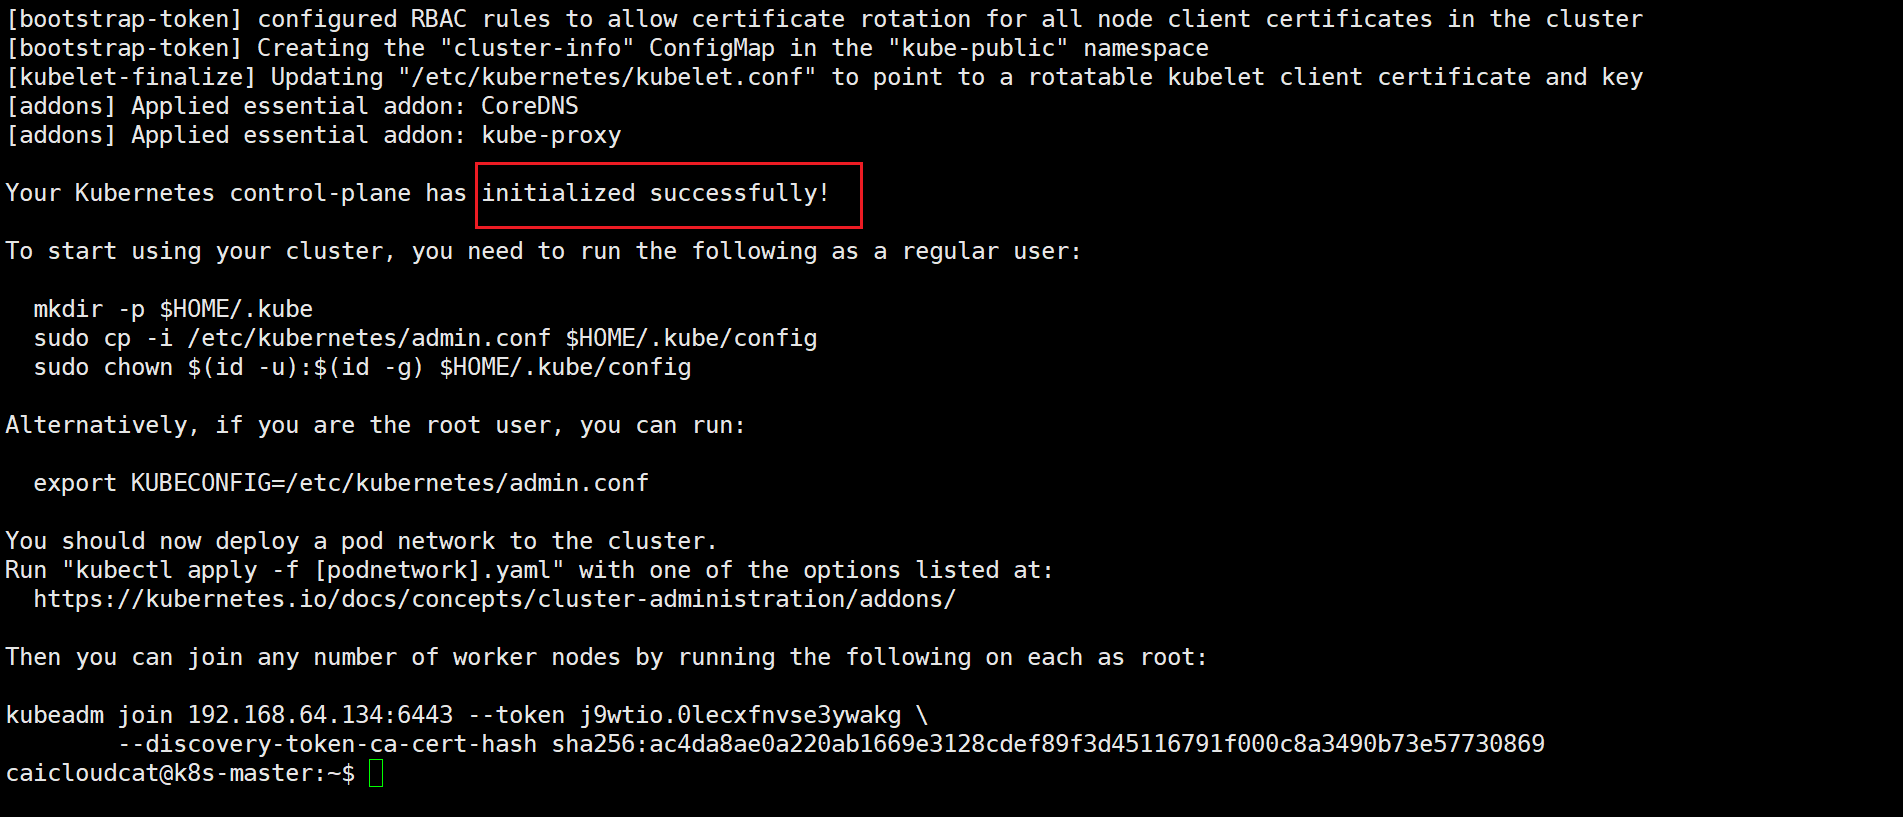 [bootstrap-token] configured RBAC rules to allow certificate rotation for all node client certificates in the cluster
[bootstrap-token] Creating the "cluster-info" ConfigMap in the "kube-public" namespace
[kubelet-finalize] Updating "/etc/kubernetes/kubelet.conf" to point to a rotatable kubelet client certificate and key
[addons] Applied essential addon: CoreDNS
[addons] Applied essential addon: kube-proxy
Your Kubernetes control-plane has initialized successfully!
To start using your cluster, you need to run the following as a regular user:
mkdir -p $HOME/.kube
sudo cp -i /etc/kubernetes/admin.conf $HOME/.kube/config
sudo chown $(id -u):$(id -g) $HOME/.kube/config
Alternatively, if you are the root user, you can run:
export KUBECONFIG=/etc/kubernetes/admin.conf
You should now deploy a pod network to the cluster.
Run "kubectl apply -f [podnetwork].yaml" with one of the options listed at:
https://kubernetes.io/docs/concepts/cluster-administration/addons/
Then you can join any number of worker nodes by running the following on each as root:
kubeadm join 192.168.64.134:6443 --token j9wtio.0lecxfnvse3ywakg \
--discovery-token-ca-cert-hash sha256:ac4da8ae0a220ab1669e3128cdef89f3d45116791f000c8a3490b73e57730869
caicloudcat@k8s-master:~$